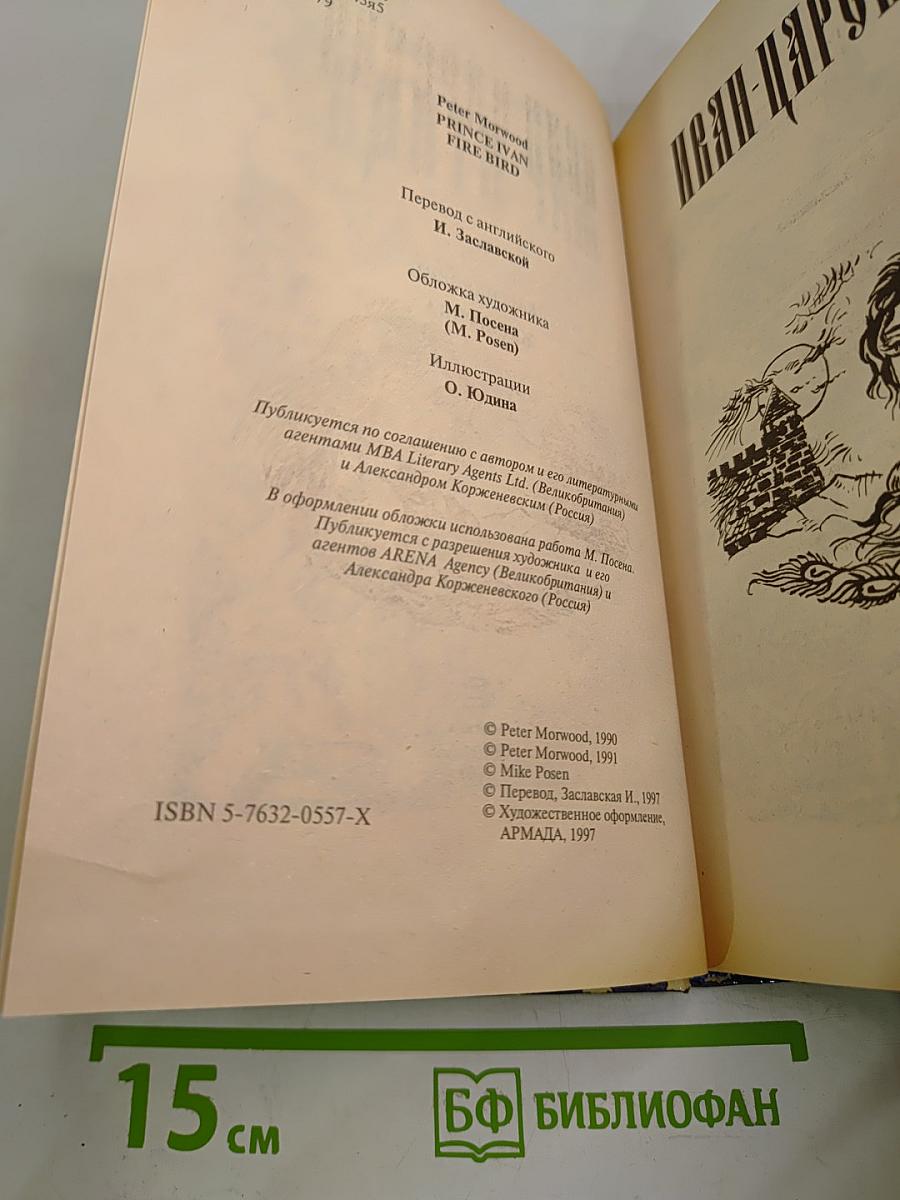 Peter Morwood
PRINCE IVAN
FIRE BIRD
Перевод с английского
И. Заславской
Обложка художника
М. Посена
(M. Posen)
Иллюстрации
О. Юдина
Публикуется по соглашению с автором и его литературными
агентами MBA Literary Agents Ltd. (Великобритания)
и Александром Корженевским (Россия)
В оформлении обложки использована работа М. Посена.
Публикуется с разрешения художника и его
агентов ARENA Agency (Великобритания) и
Александра Корженевского (Россия)
© Peter Morwood, 1990
© Peter Morwood, 1991
© Mike Posen
© Перевод, Заславская И., 1997
© Художественное оформление,
АРМАДА, 1997
ISBN 5-7632-0557-X
ИВАН-ЦАРЕВ
15 см
БФ БИБЛИОФАН